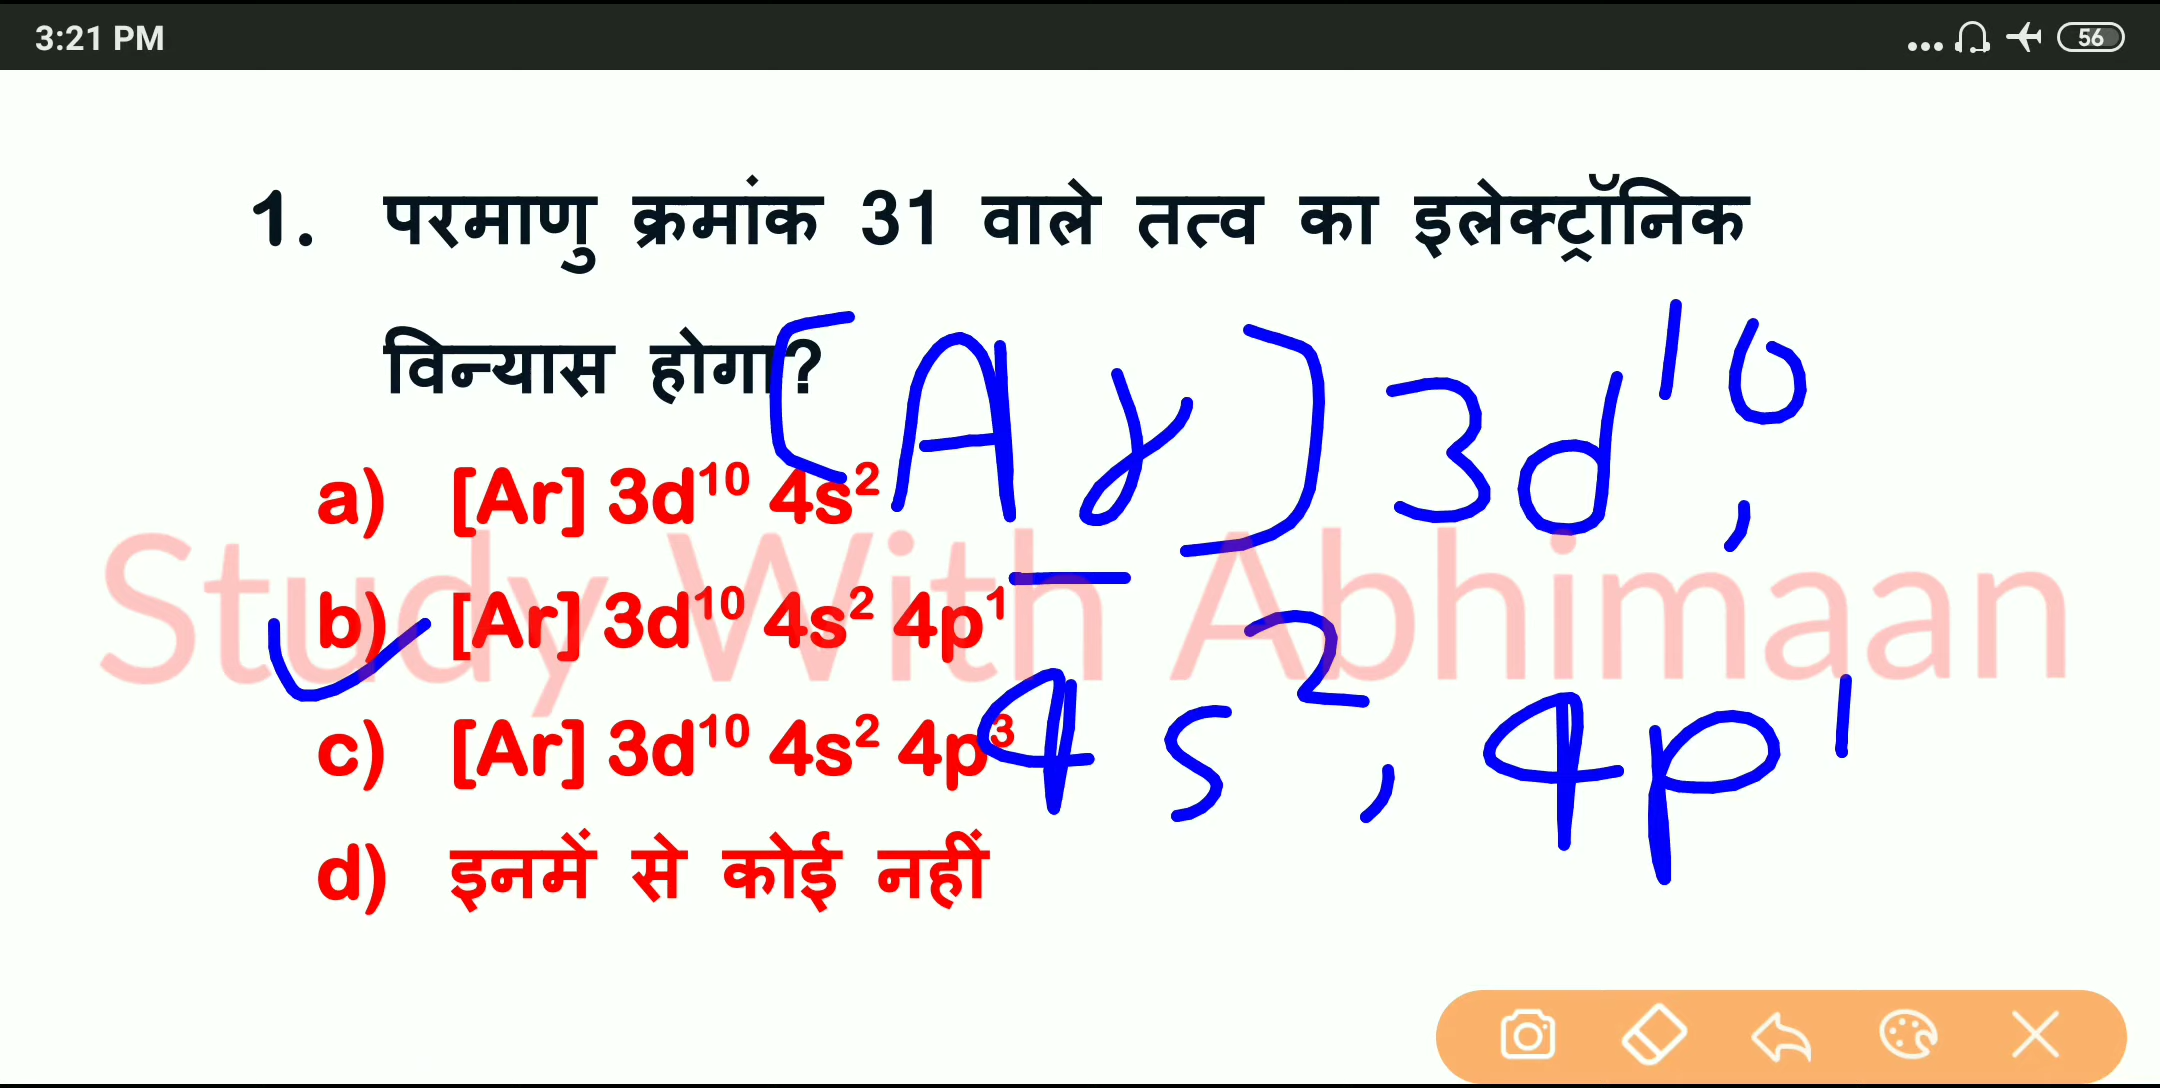 3:21 PM
56
1. परमाणु क्रमांक 31 वाले तत्व का इलेक्ट्रॉनिक
विन्यास होगा?
[Ar] 3d¹⁰,
4s², 4p¹
a) [Ar] 3d¹⁰ 4s²
b) [Ar] 3d¹⁰ 4s² 4p¹
c) [Ar] 3d¹⁰ 4s² 4p³
d) इनमें से कोई नहीं
Study With Abhimaan